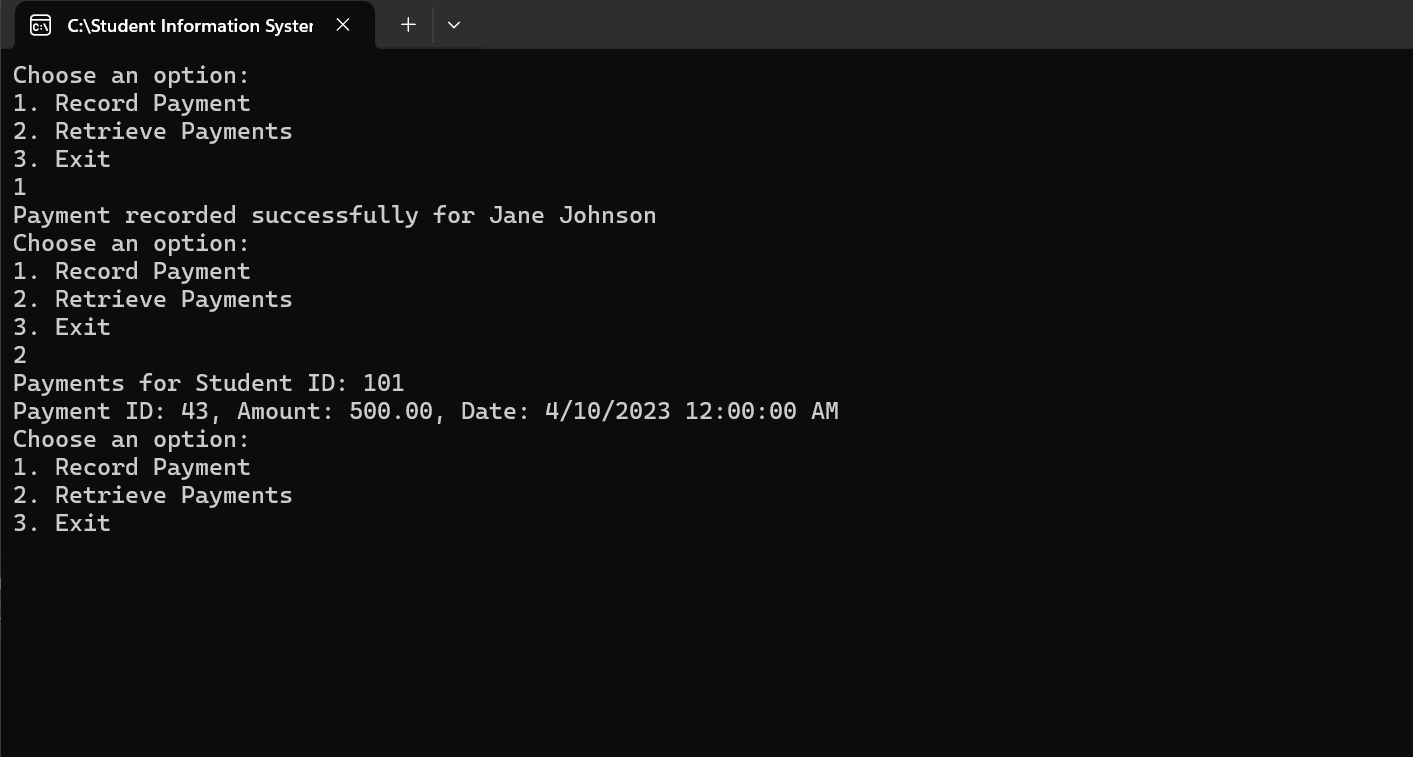 C:\Student Information Syster
Choose an option:
1. Record Payment
2. Retrieve Payments
3. Exit
1
Payment recorded successfully for Jane Johnson
Choose an option:
1. Record Payment
2. Retrieve Payments
3. Exit
2
Payments for Student ID: 101
Payment ID: 43, Amount: 500.00, Date: 4/10/2023 12:00:00 AM
Choose an option:
1. Record Payment
2. Retrieve Payments
3. Exit